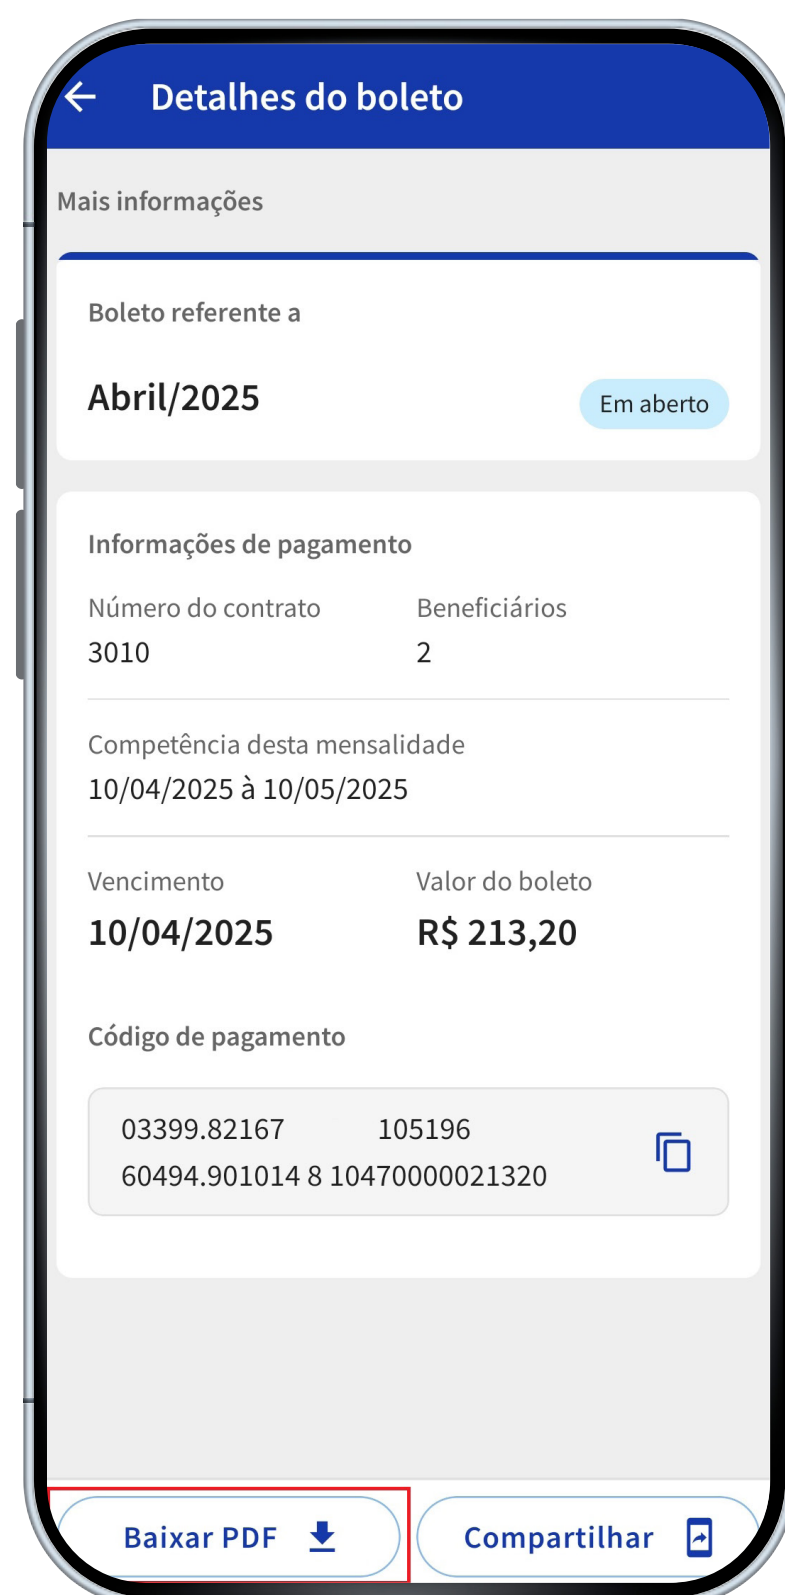 Detalhes do boleto
Mais informações
Boleto referente a
Abril/2025
Em aberto
Informações de pagamento
Número do contrato Beneficiários
3010 2
Competência desta mensalidade
10/04/2025 à 10/05/2025
Vencimento Valor do boleto
10/04/2025 R$ 213,20
Código de pagamento
03399.82167 105196
60494.901014 8 10470000021320
Baixar PDF Compartilhar